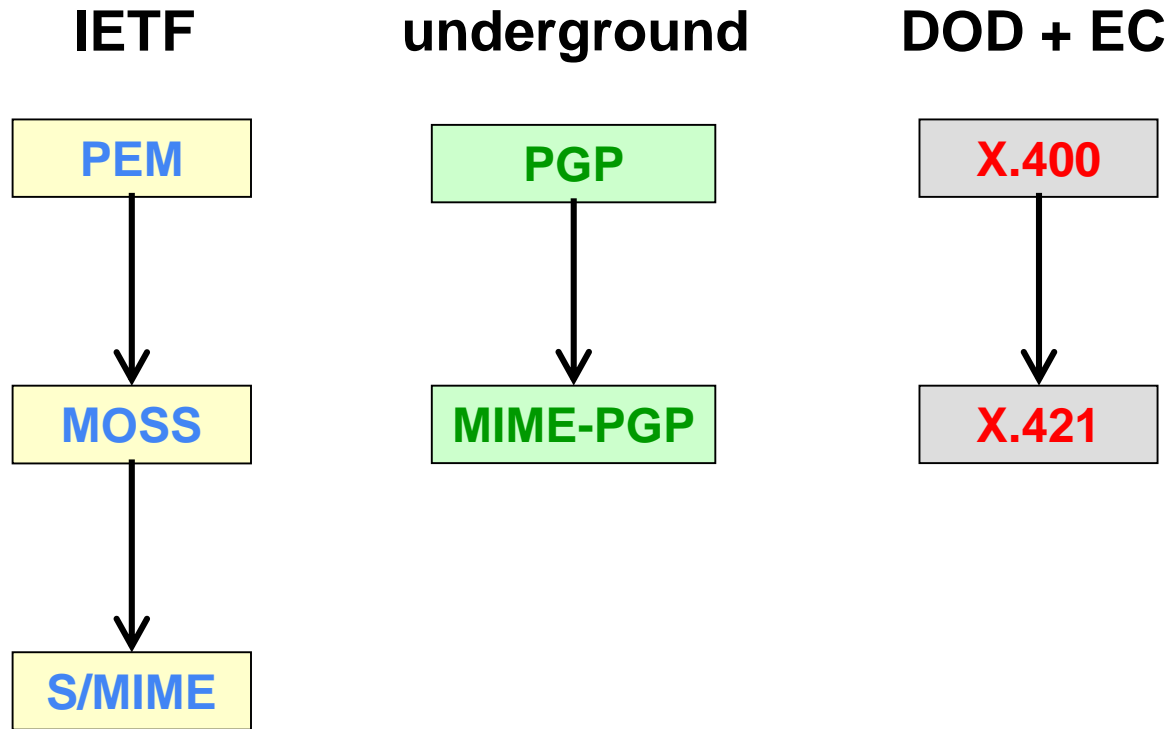 IETF underground DOD + EC
PEM PGP X.400
MOSS MIME-PGP X.421
S/MIME